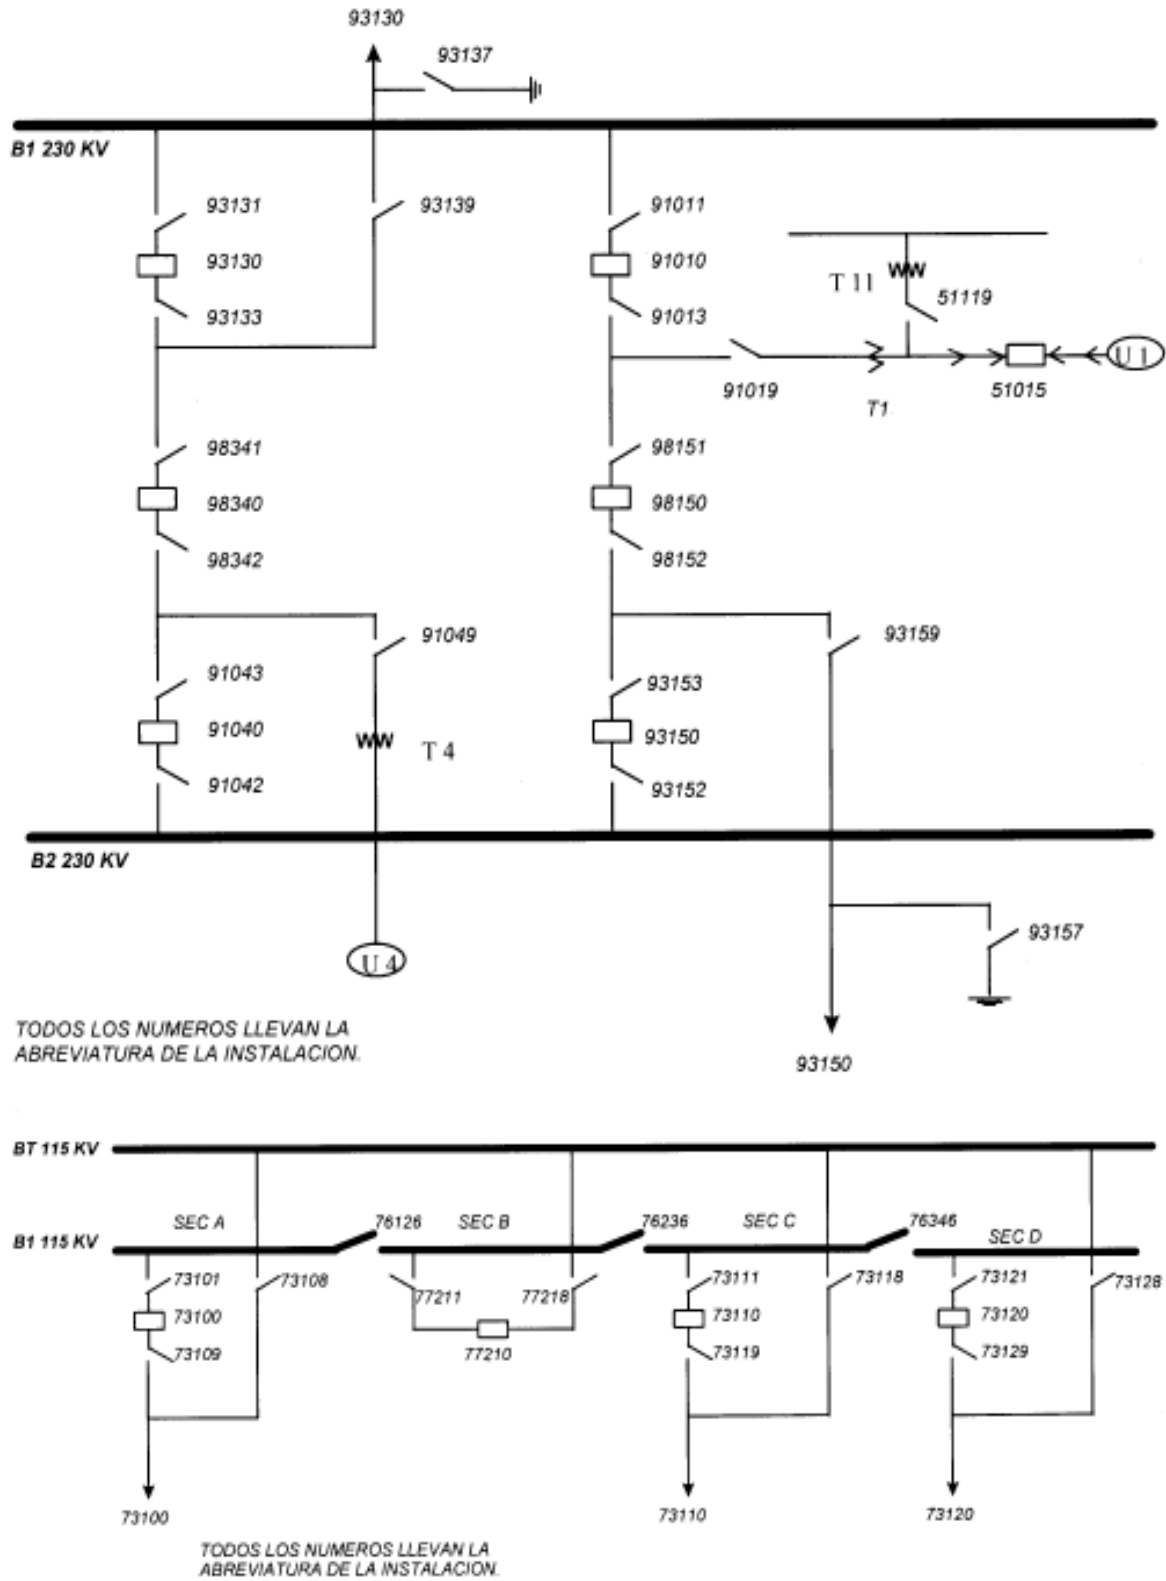 93130
93137
B1 230 KV
93131
93139
91011
93130
91010
T 11
51119
93133
91013
91019
T1
51015
U 1
98341
98151
98340
98150
98342
98152
91049
93159
91043
93153
91040
93150
T 4
91042
93152
B2 230 KV
U 4
93157
TODOS LOS NUMEROS LLEVAN LA
ABREVIATURA DE LA INSTALACION.
93150
BT 115 KV
SEC A
76126
SEC B
76236
SEC C
76346
SEC D
B1 115 KV
73101
73108
77211
77218
73111
73118
73121
73128
73100
73110
73120
73109
77210
73119
73129
73100
73110
73120
TODOS LOS NUMEROS LLEVAN LA
ABREVIATURA DE LA INSTALACION.